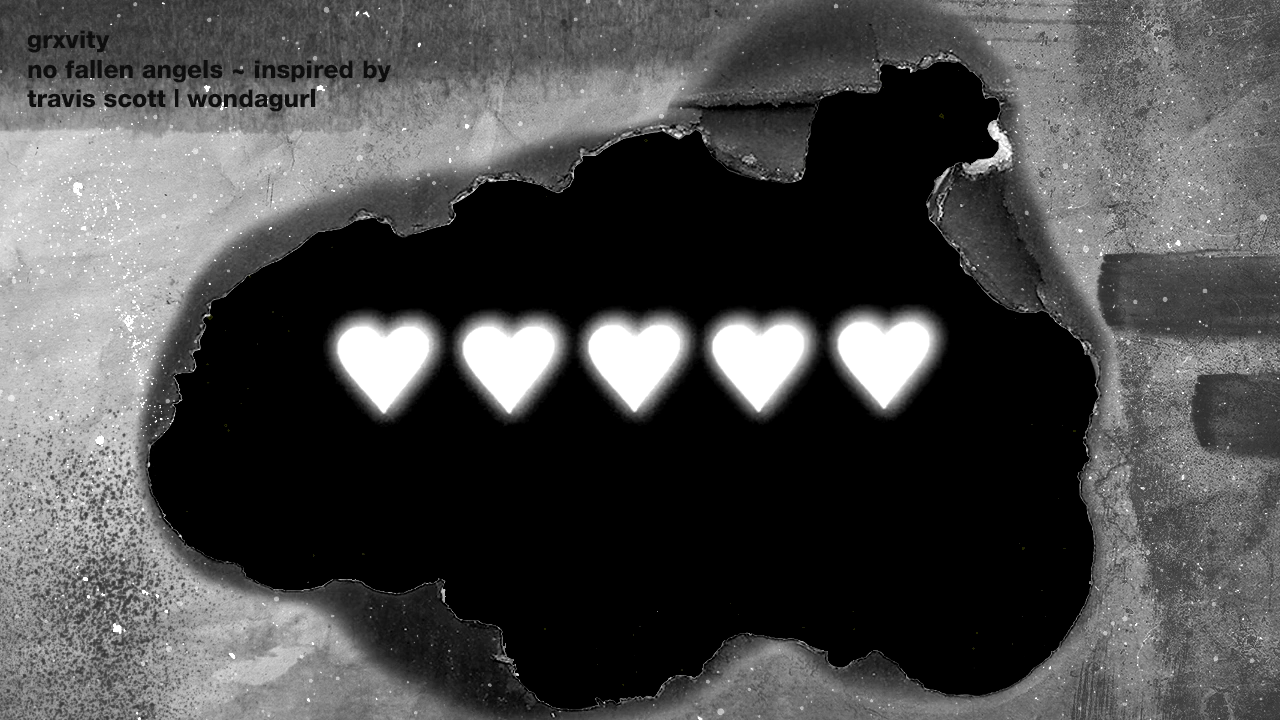 grxvity
no fallen angels ~ inspired by
travis scott | wondagurl